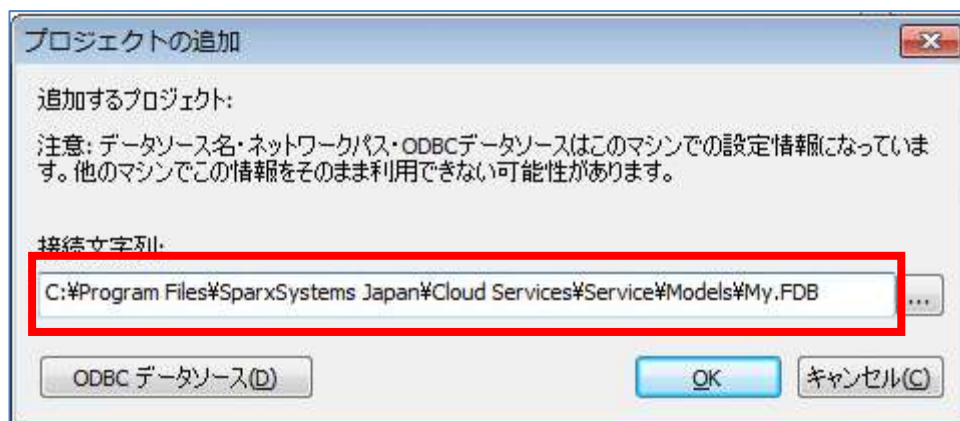 プロジェクトの追加
追加するプロジェクト:
注意: データソース名・ネットワークパス・ODBCデータソースはこのマシンでの設定情報になっていま
す。他のマシンでこの情報をそのまま利用できない可能性があります。
接続文字列:
C:¥Program Files¥SparxSystems Japan¥Cloud Services¥Service¥Models¥My.FDB
...
ODBC データソース(D)
OK
キャンセル(C)